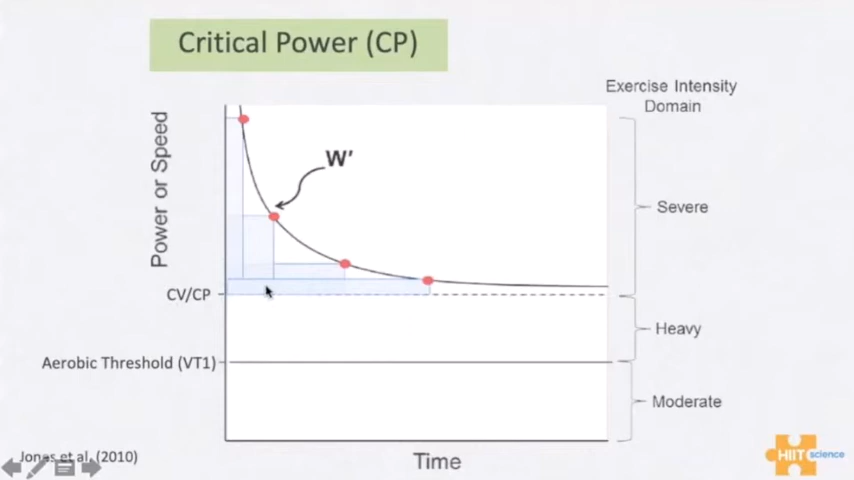 Critical Power (CP)
Exercise Intensity
Domain
Power or Speed
W'
Severe
CV/CP
Heavy
Aerobic Threshold (VT1)
Moderate
Jones et al. (2010)
Time
HIIT science